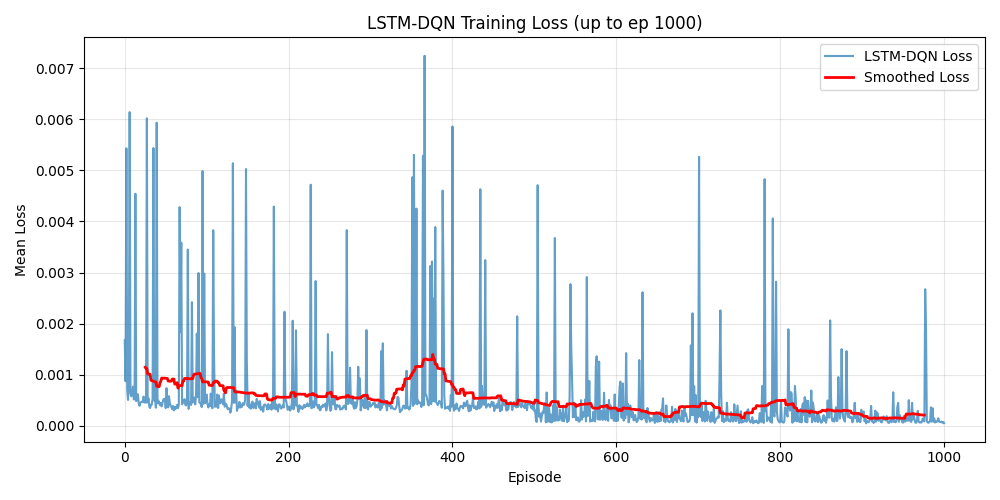 LSTM-DQN Training Loss (up to ep 1000)
LSTM-DQN Loss
Smoothed Loss
Mean Loss
0.007
0.006
0.005
0.004
0.003
0.002
0.001
0.000
0 200 400 600 800 1000
Episode